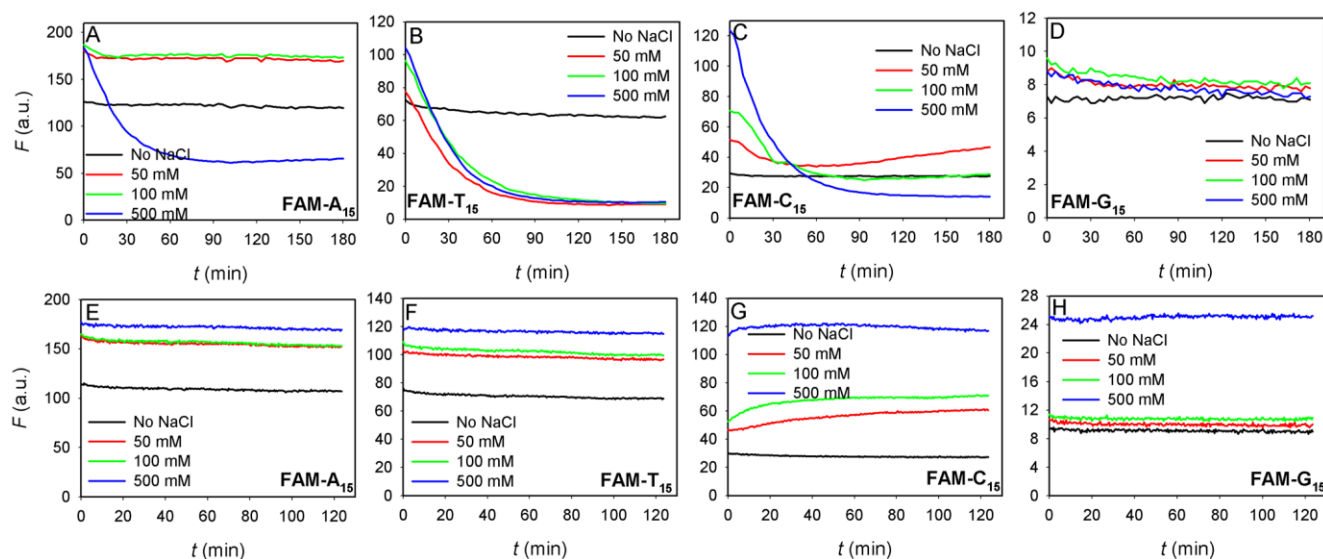 A
F (a.u.)
200
150
100
50
0
No NaCl
50 mM
100 mM
500 mM
FAM-A15
0 30 60 90 120 150 180
t (min)
B
120
100
80
60
40
20
0
No NaCl
50 mM
100 mM
500 mM
FAM-T15
0 30 60 90 120 150 180
t (min)
C
120
100
80
60
40
20
0
No NaCl
50 mM
100 mM
500 mM
FAM-C15
0 30 60 90 120 150 180
t (min)
D
12
10
8
6
4
2
0
No NaCl
50 mM
100 mM
500 mM
FAM-G15
0 30 60 90 120 150 180
t (min)
E
F (a.u.)
200
150
100
50
0
No NaCl
50 mM
100 mM
500 mM
FAM-A15
0 20 40 60 80 100 120
t (min)
F
140
120
100
80
60
40
20
0
No NaCl
50 mM
100 mM
500 mM
FAM-T15
0 20 40 60 80 100 120
t (min)
G
140
120
100
80
60
40
20
0
No NaCl
50 mM
100 mM
500 mM
FAM-C15
0 20 40 60 80 100 120
t (min)
H
28
24
20
16
12
8
4
0
No NaCl
50 mM
100 mM
500 mM
FAM-G15
0 20 40 60 80 100 120
t (min)